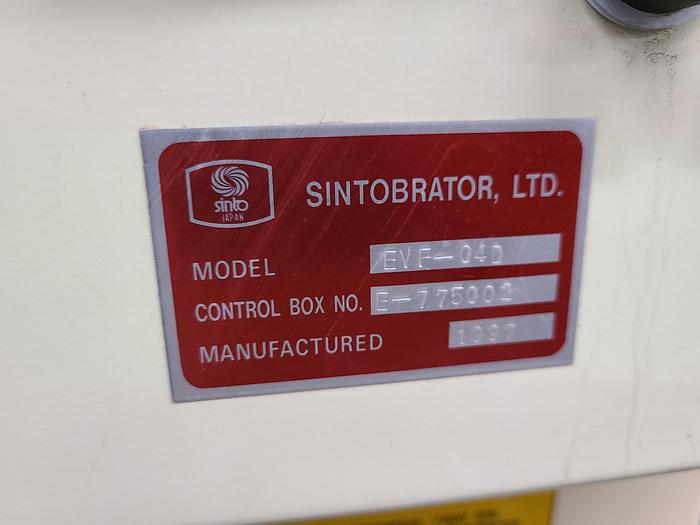 sinto
JAPAN
SINTOBRATOR, LTD.
MODEL EVF-04D
CONTROL BOX NO. E-775002
MANUFACTURED 1997